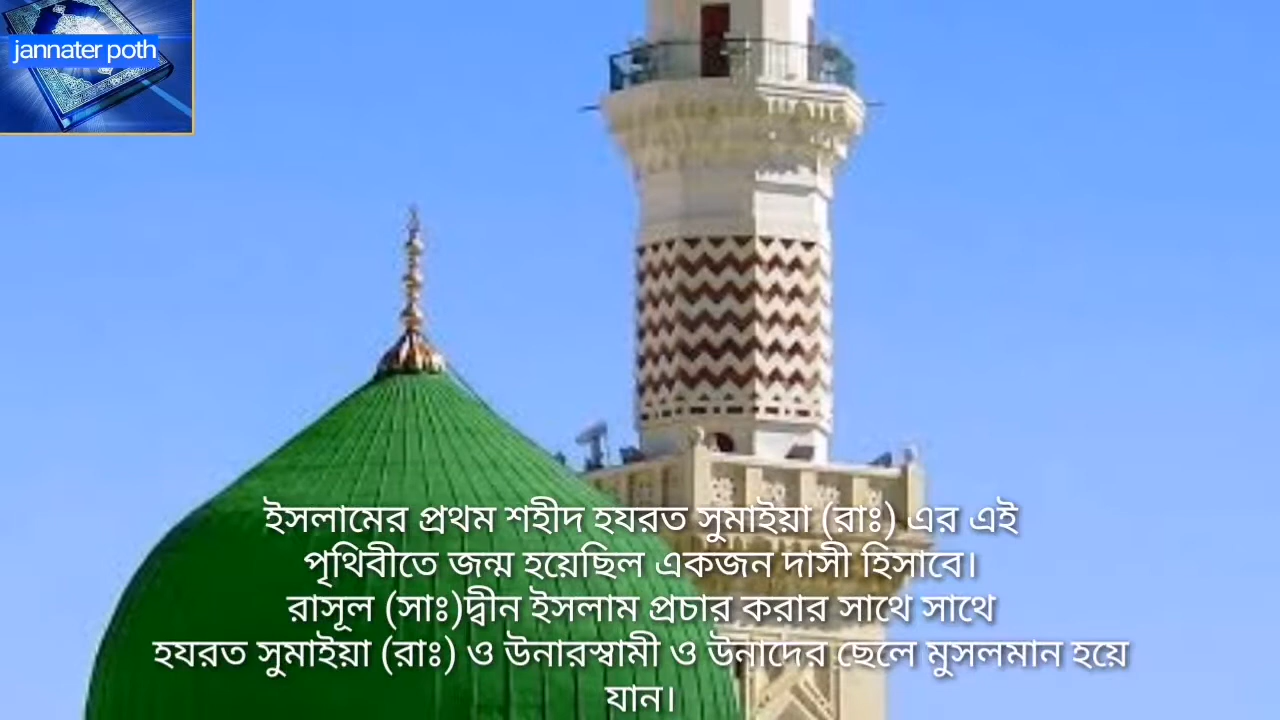 jannater poth
ইসলামের প্রথম শহীদ হযরত সুমাইয়া (রাঃ) এর এই
পৃথিবীতে জন্ম হয়েছিল একজন দাসী হিসাবে।
রাসূল (সাঃ)দ্বীন ইসলাম প্রচার করার সাথে সাথে
হযরত সুমাইয়া (রাঃ) ও উনারস্বামী ও উনাদের ছেলে মুসলমান হয়ে
যান।